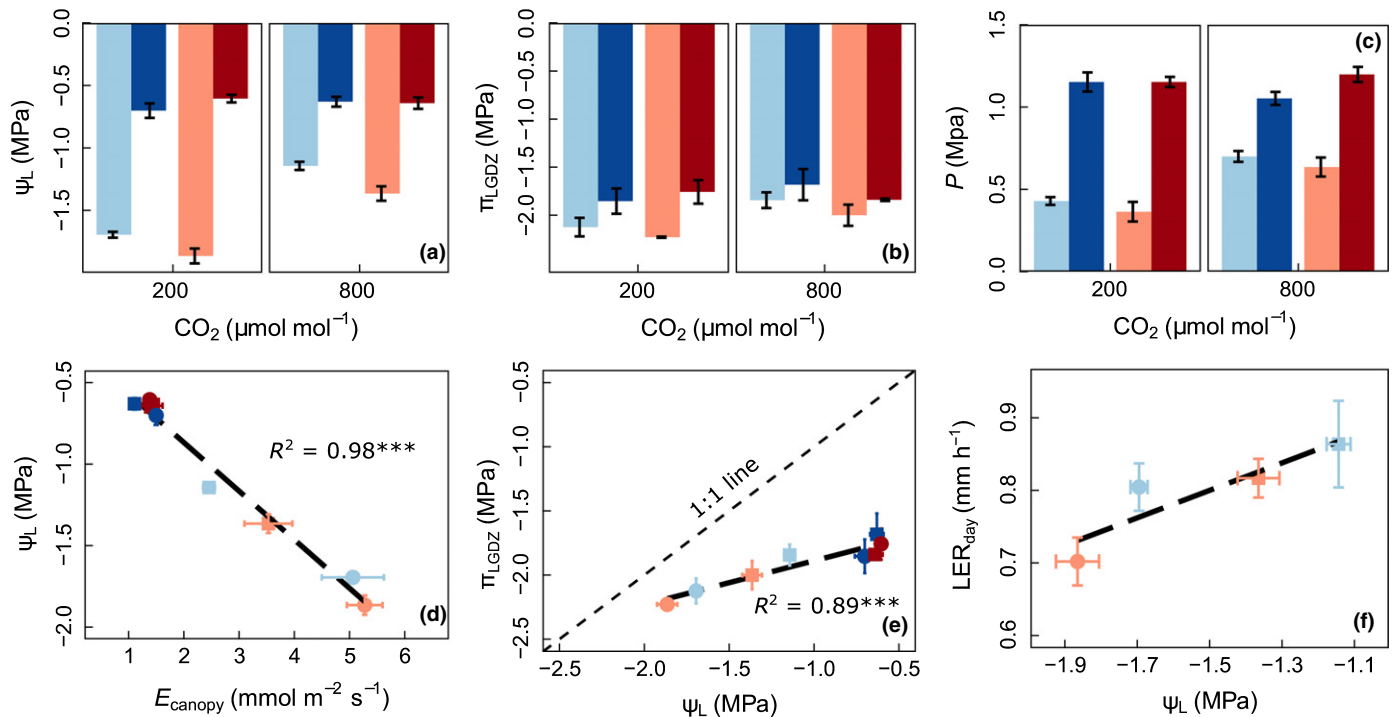 ψL (MPa)
0.0
−0.5
−1.0
−1.5
(a)
200
800
CO2 (μmol mol−1)
πLGDZ (MPa)
0.0
−0.5
−1.0
−1.5
−2.0
(b)
200
800
CO2 (μmol mol−1)
P (Mpa)
1.5
1.0
0.5
0.0
(c)
200
800
CO2 (μmol mol−1)
ψL (MPa)
−0.5
−1.0
−1.5
−2.0
R2 = 0.98***
(d)
1 2 3 4 5 6
Ecanopy (mmol m−2 s−1)
πLGDZ (MPa)
−0.5
−1.0
−1.5
−2.0
−2.5
1:1 line
R2 = 0.89***
(e)
−2.5 −2.0 −1.5 −1.0 −0.5
ψL (MPa)
LERday (mm h−1)
0.9
0.8
0.7
0.6
(f)
−1.9 −1.7 −1.5 −1.3 −1.1
ψL (MPa)